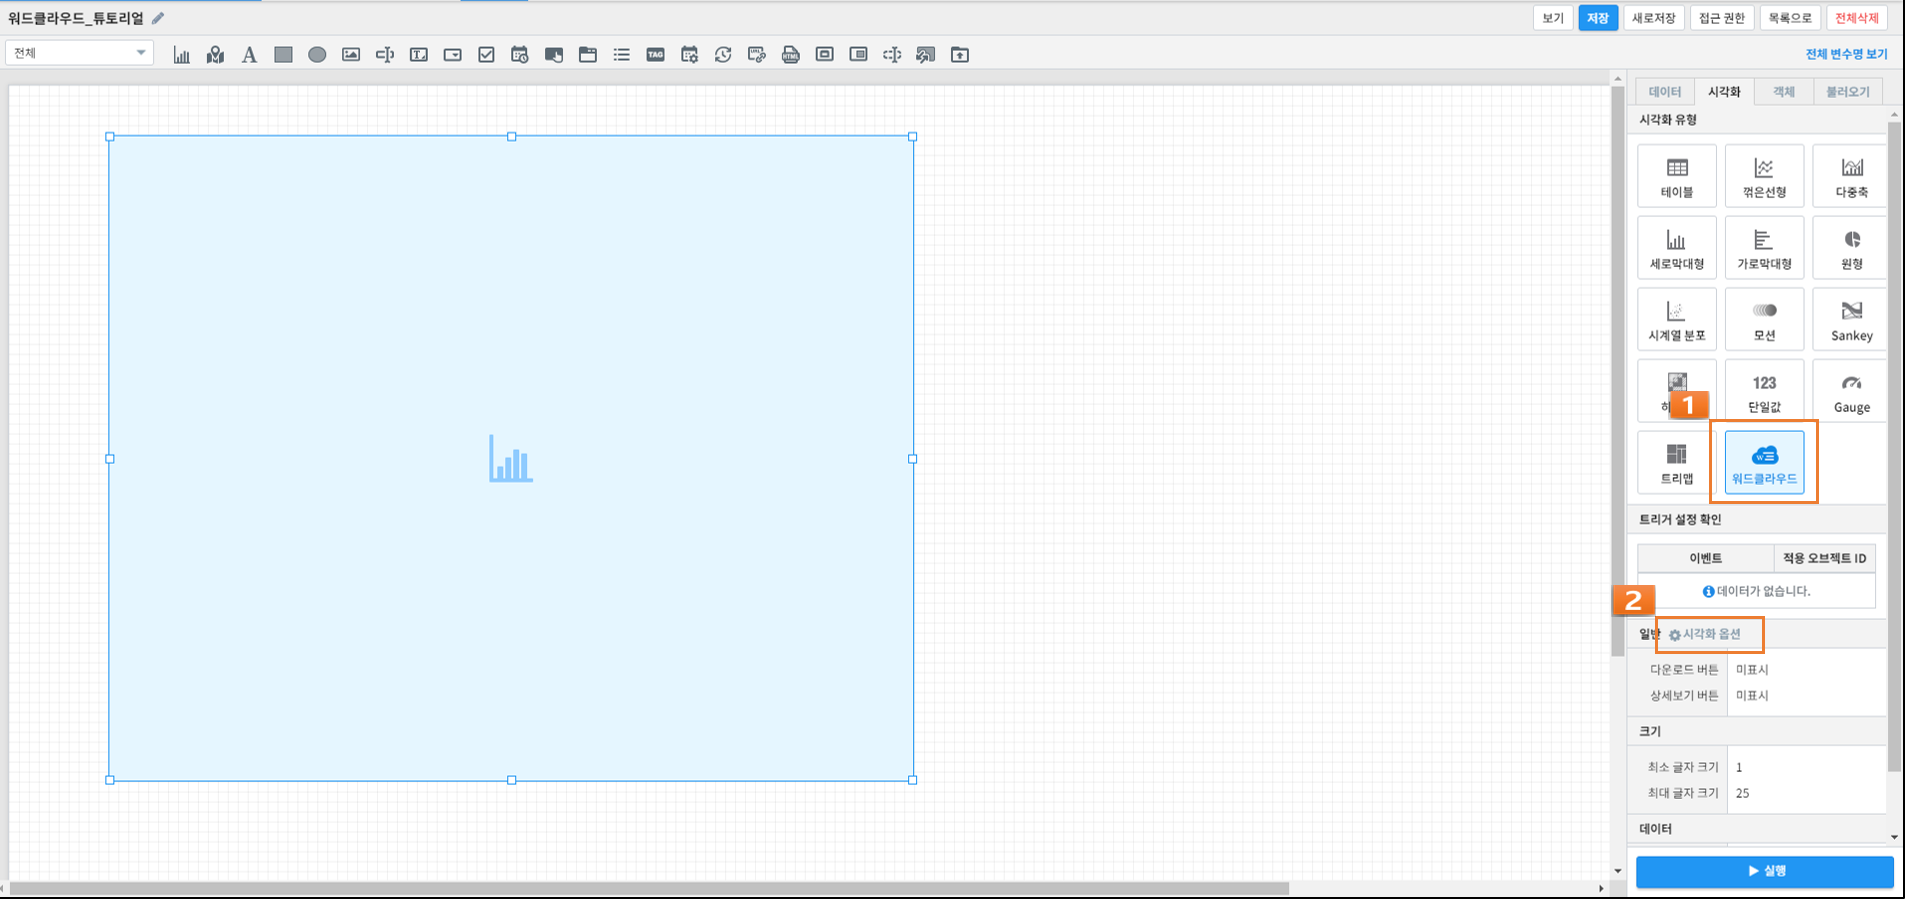 워드클라우드_튜토리얼
보기
저장
새로저장
접근 권한
목록으로
전체삭제
전체
A
TAG
HTML
전체 변수명 보기
데이터
시각화
객체
불러오기
시각화 유형
테이블
꺾은선형
다중축
세로막대형
가로막대형
원형
시계열 분포
모션
Sankey
히
123
단일값
Gauge
1
트리맵
W
워드클라우드
트리거 설정 확인
이벤트
적용 오브젝트 ID
데이터가 없습니다.
2
일반
시각화 옵션
다운로드 버튼
미표시
상세보기 버튼
미표시
크기
최소 글자 크기
1
최대 글자 크기
25
데이터
실행